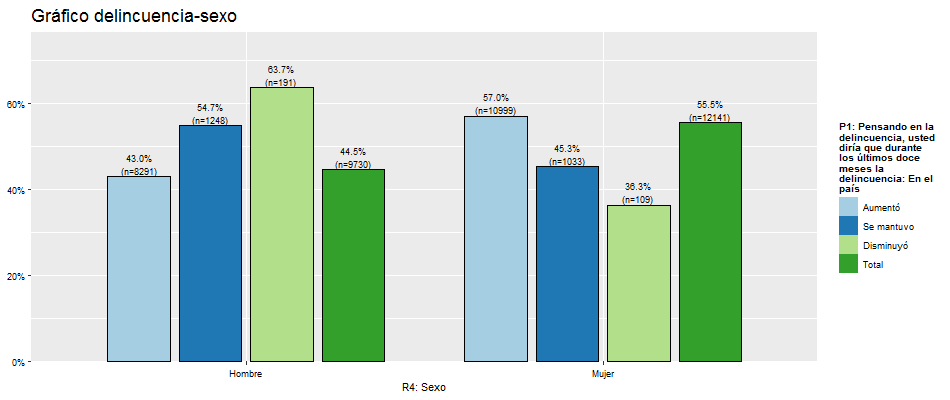 Gráfico delincuencia-sexo
63.7%
(n=191)
57.0%
(n=10999)
55.5%
(n=12141)
54.7%
(n=1248)
45.3%
(n=1033)
44.5%
(n=9730)
43.0%
(n=8291)
36.3%
(n=109)
60%
40%
20%
0%
Hombre
Mujer
R4: Sexo
P1: Pensando en la
delincuencia, usted
diría que durante
los últimos doce
meses la
delincuencia: En el
país
Aumentó
Se mantuvo
Disminuyó
Total